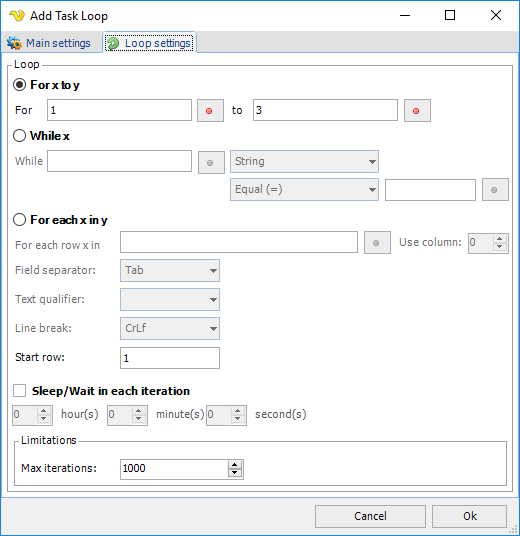 Add Task Loop
Main settings Loop settings
Loop
For x to y
For 1 to 3
While x
While String
Equal (=)
For each x in y
For each row x in Use column: 0
Field separator: Tab
Text qualifier:
Line break: CrLf
Start row: 1
Sleep/Wait in each iteration
0 hour(s) 0 minute(s) 0 second(s)
Limitations
Max iterations: 1000
Cancel Ok